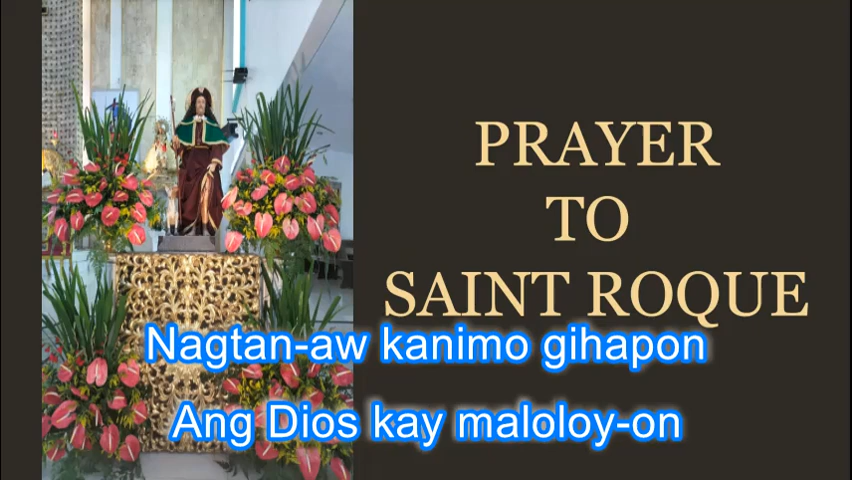 PRAYER
TO
SAINT ROQUE
Nagtan-aw kanimo gihapon
Ang Dios kay maloloy-on